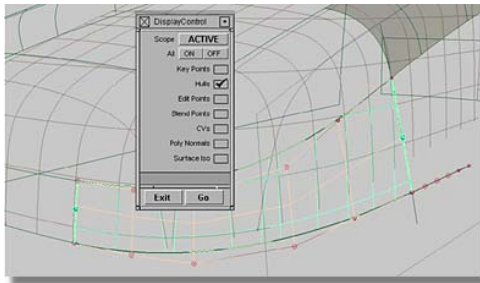 DisplayControl
Scope ACTIVE
All ON OFF
Key Points
Hulls
Edit Points
Blend Points
CVs
Poly Normals
Surface Iso
Exit Go